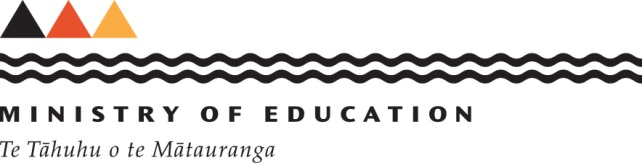 MINISTRY OF EDUCATION
Te Tāhuhu o te Mātauranga